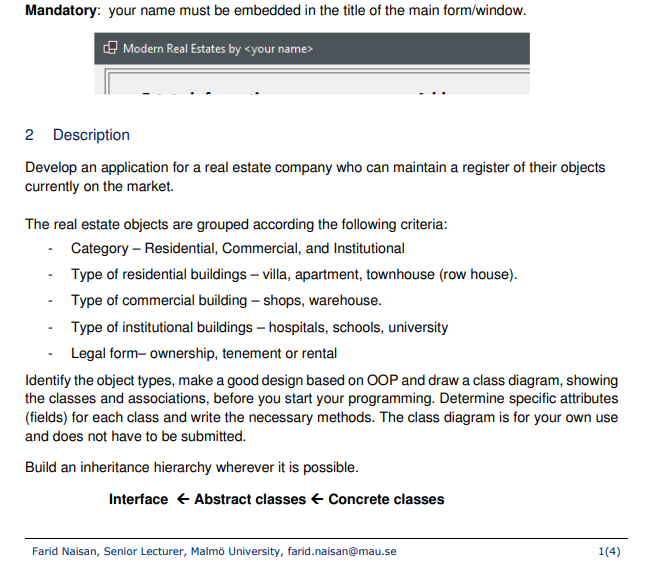 Mandatory: your name must be embedded in the title of the main form/window.
Modern Real Estates by <your name>
2 Description
Develop an application for a real estate company who can maintain a register of their objects
currently on the market.
The real estate objects are grouped according the following criteria:
- Category – Residential, Commercial, and Institutional
- Type of residential buildings – villa, apartment, townhouse (row house).
- Type of commercial building – shops, warehouse.
- Type of institutional buildings – hospitals, schools, university
- Legal form– ownership, tenement or rental
Identify the object types, make a good design based on OOP and draw a class diagram, showing
the classes and associations, before you start your programming. Determine specific attributes
(fields) for each class and write the necessary methods. The class diagram is for your own use
and does not have to be submitted.
Build an inheritance hierarchy wherever it is possible.
Interface ← Abstract classes ← Concrete classes
Farid Naisan, Senior Lecturer, Malmö University, farid.naisan@mau.se 1(4)